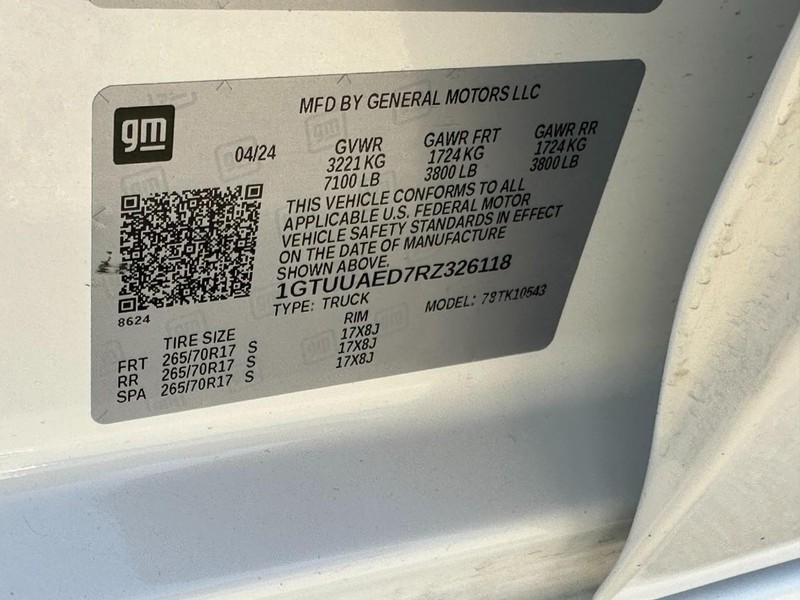 MFD BY GENERAL MOTORS LLC
gm
04/24
GVWR GAWR FRT GAWR RR
3221 KG 1724 KG 1724 KG
7100 LB 3800 LB 3800 LB
THIS VEHICLE CONFORMS TO ALL
APPLICABLE U.S. FEDERAL MOTOR
VEHICLE SAFETY STANDARDS IN EFFECT
ON THE DATE OF MANUFACTURE
SHOWN ABOVE.
1GTUUAED7RZ326118
TYPE: TRUCK MODEL: 78TK10543
8624
TIRE SIZE RIM
FRT 265/70R17 S 17X8J
RR 265/70R17 S 17X8J
SPA 265/70R17 S 17X8J